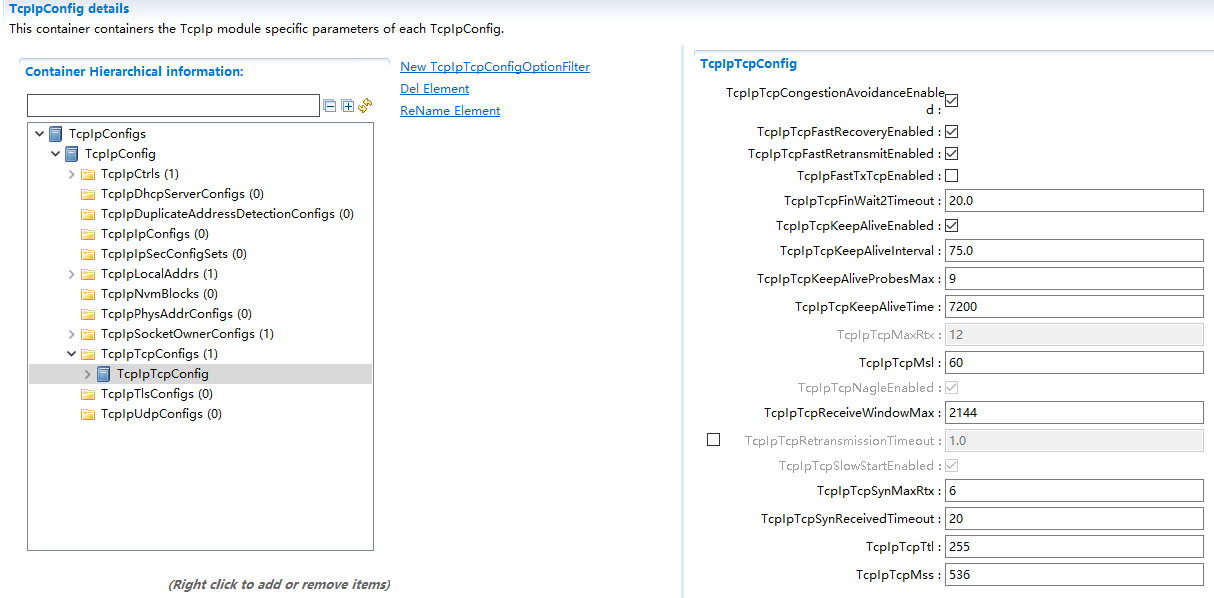 TcpIpConfig details
This container containers the TcpIp module specific parameters of each TcpIpConfig.
Container Hierarchical information:
New TcpIpTcpConfigOptionFilter
Del Element
ReName Element
TcpIpConfigs
TcpIpConfig
TcpIpCtrls (1)
TcpIpDhcpServerConfigs (0)
TcpIpDuplicateAddressDetectionConfigs (0)
TcpIpIpConfigs (0)
TcpIpIpSecConfigSets (0)
TcpIpLocalAddrs (1)
TcpIpNvmBlocks (0)
TcpIpPhysAddrConfigs (0)
TcpIpSocketOwnerConfigs (1)
TcpIpTcpConfigs (1)
TcpIpTcpConfig
TcpIpTlsConfigs (0)
TcpIpUdpConfigs (0)
(Right click to add or remove items)
TcpIpTcpConfig
TcpIpTcpCongestionAvoidanceEnable
d :
TcpIpTcpFastRecoveryEnabled :
TcpIpTcpFastRetransmitEnabled :
TcpIpFastTxTcpEnabled :
TcpIpTcpFinWait2Timeout : 20.0
TcpIpTcpKeepAliveEnabled :
TcpIpTcpKeepAliveInterval : 75.0
TcpIpTcpKeepAliveProbesMax : 9
TcpIpTcpKeepAliveTime : 7200
TcpIpTcpMaxRtx : 12
TcpIpTcpMsl : 60
TcpIpTcpNagleEnabled :
TcpIpTcpReceiveWindowMax : 2144
TcpIpTcpRetransmissionTimeout : 1.0
TcpIpTcpSlowStartEnabled :
TcpIpTcpSynMaxRtx : 6
TcpIpTcpSynReceivedTimeout : 20
TcpIpTcpTtl : 255
TcpIpTcpMss : 536